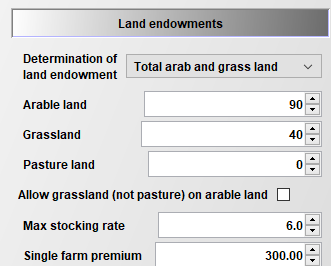 Land endowments
Determination of
land endowment
Total arab and grass land
Arable land 90
Grassland 40
Pasture land 0
Allow grassland (not pasture) on arable land
Max stocking rate 6.0
Single farm premium 300.00